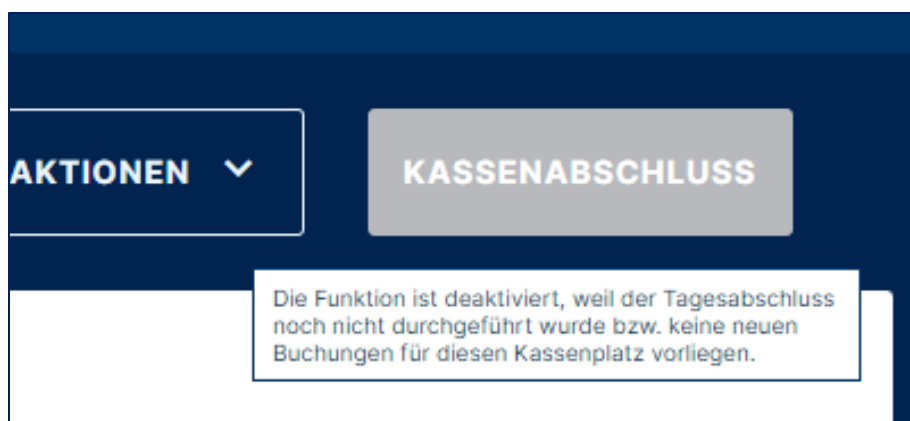 AKTIONEN
KASSENABSCHLUSS
Die Funktion ist deaktiviert, weil der Tagesabschluss
noch nicht durchgeführt wurde bzw. keine neuen
Buchungen für diesen Kassenplatz vorliegen.